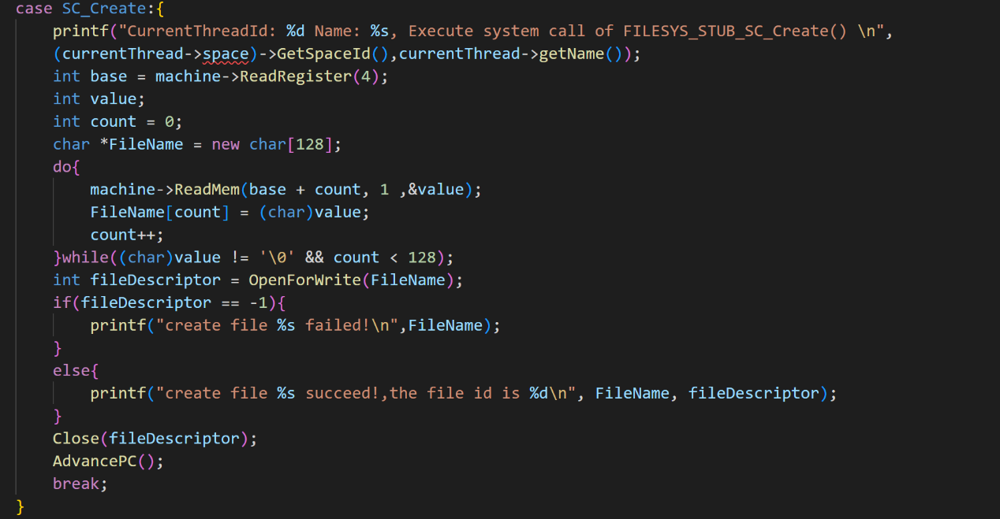 case SC_Create:{
    printf("CurrentThreadId: %d Name: %s, Execute system call of FILESYS_STUB_SC_Create() \n",
    (currentThread->space)->GetSpaceId(),currentThread->getName());
    int base = machine->ReadRegister(4);
    int value;
    int count = 0;
    char *FileName = new char[128];
    do{
        machine->ReadMem(base + count, 1 ,&value);
        FileName[count] = (char)value;
        count++;
    }while((char)value != '\0' && count < 128);
    int fileDescriptor = OpenForWrite(FileName);
    if(fileDescriptor == -1){
        printf("create file %s failed!\n",FileName);
    }
    else{
        printf("create file %s succeed!,the file id is %d\n", FileName, fileDescriptor);
    }
    Close(fileDescriptor);
    AdvancePC();
    break;
}